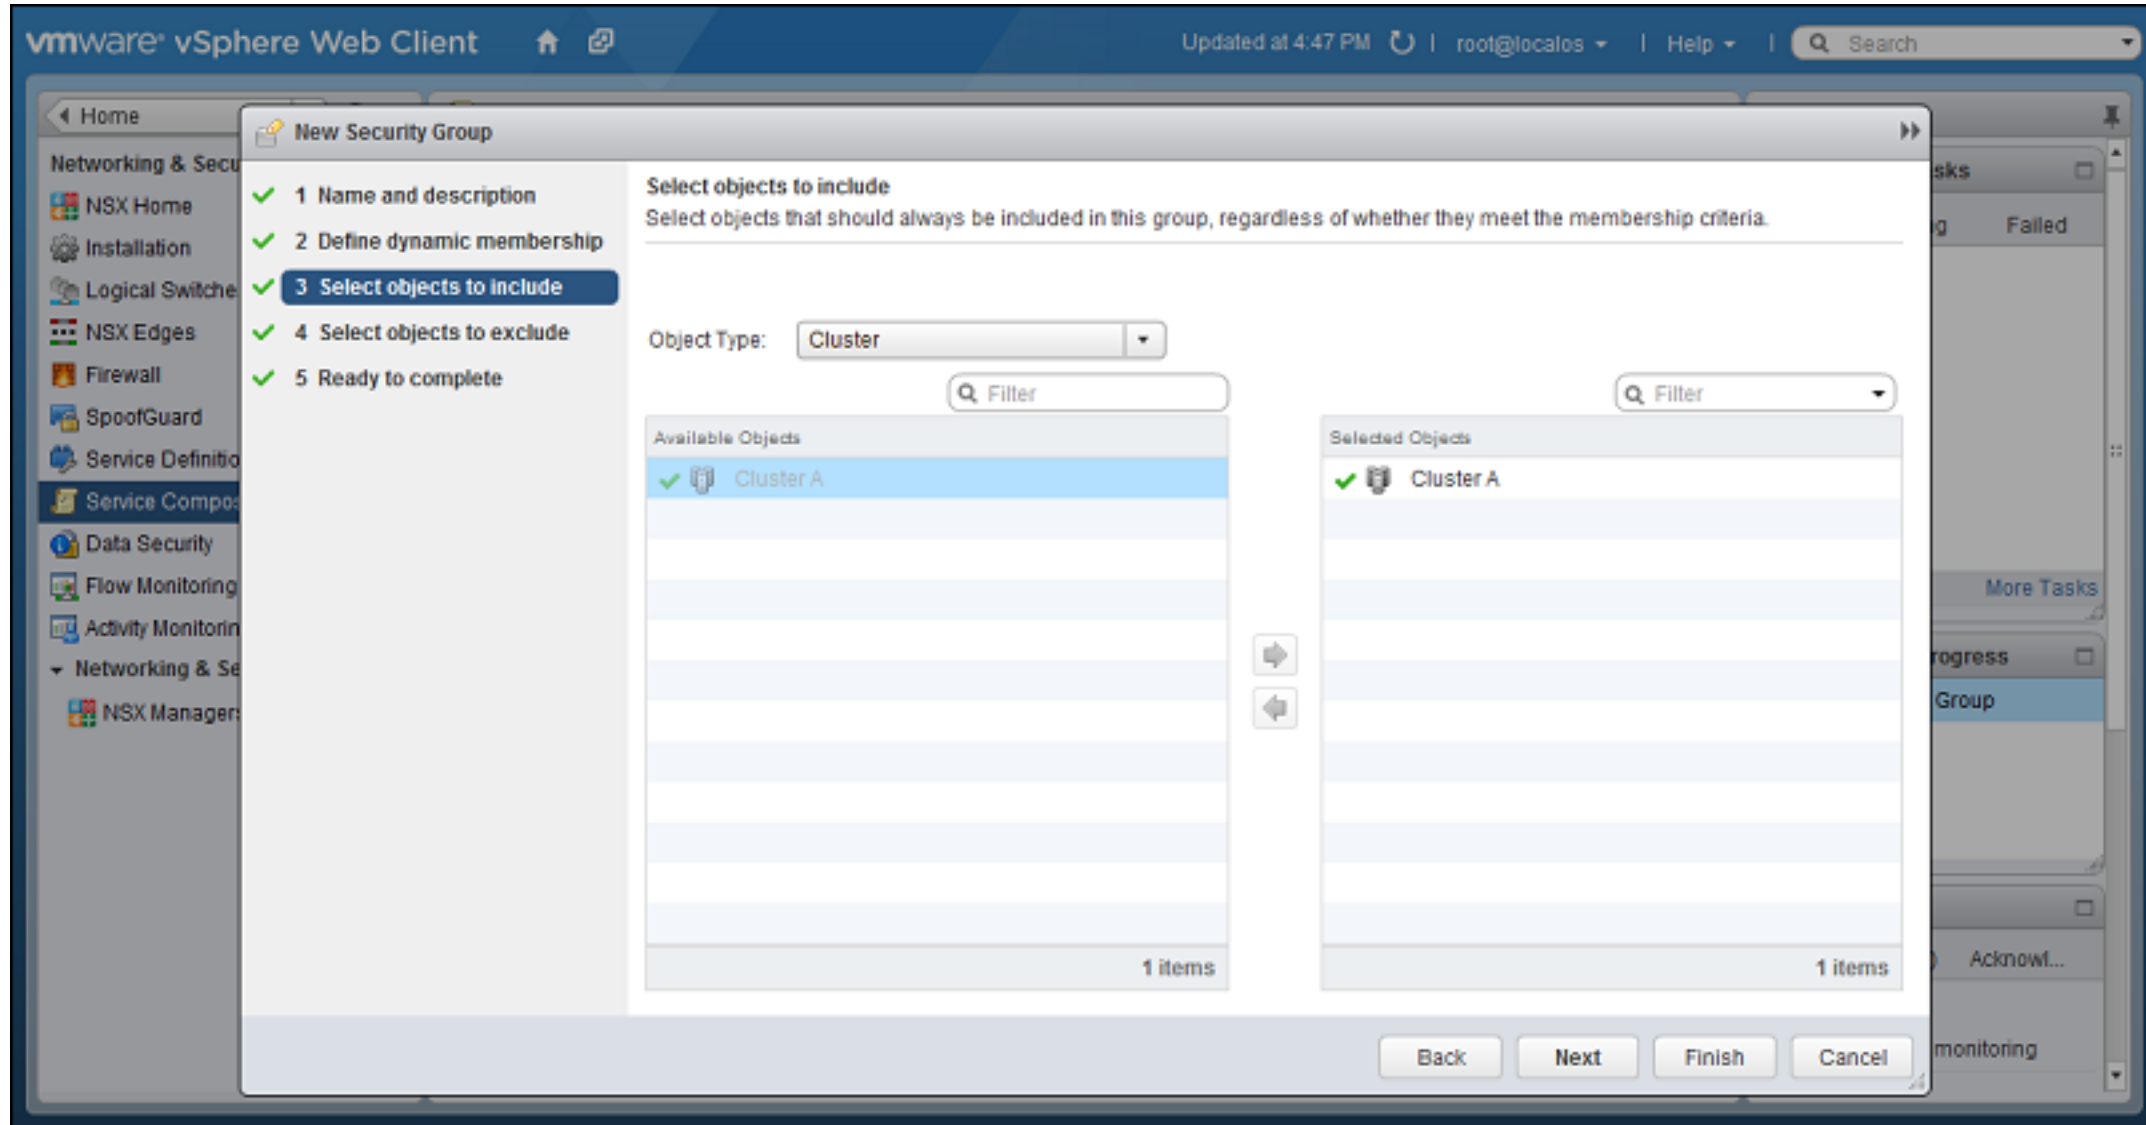 vmware vSphere Web Client
Updated at 4:47 PM | root@localos | Help | Search
Home
Networking & Secu
NSX Home
Installation
Logical Switche
NSX Edges
Firewall
SpoofGuard
Service Definitio
Service Compo
Data Security
Flow Monitoring
Activity Monitorin
Networking & Se
NSX Manager
New Security Group
1 Name and description
2 Define dynamic membership
3 Select objects to include
4 Select objects to exclude
5 Ready to complete
Select objects to include
Select objects that should always be included in this group, regardless of whether they meet the membership criteria.
Object Type: Cluster
Filter
Filter
Available Objects
Cluster A
1 items
Selected Objects
Cluster A
1 items
Back Next Finish Cancel
sks
g Failed
More Tasks
rogress
Group
) Acknowl...
monitoring